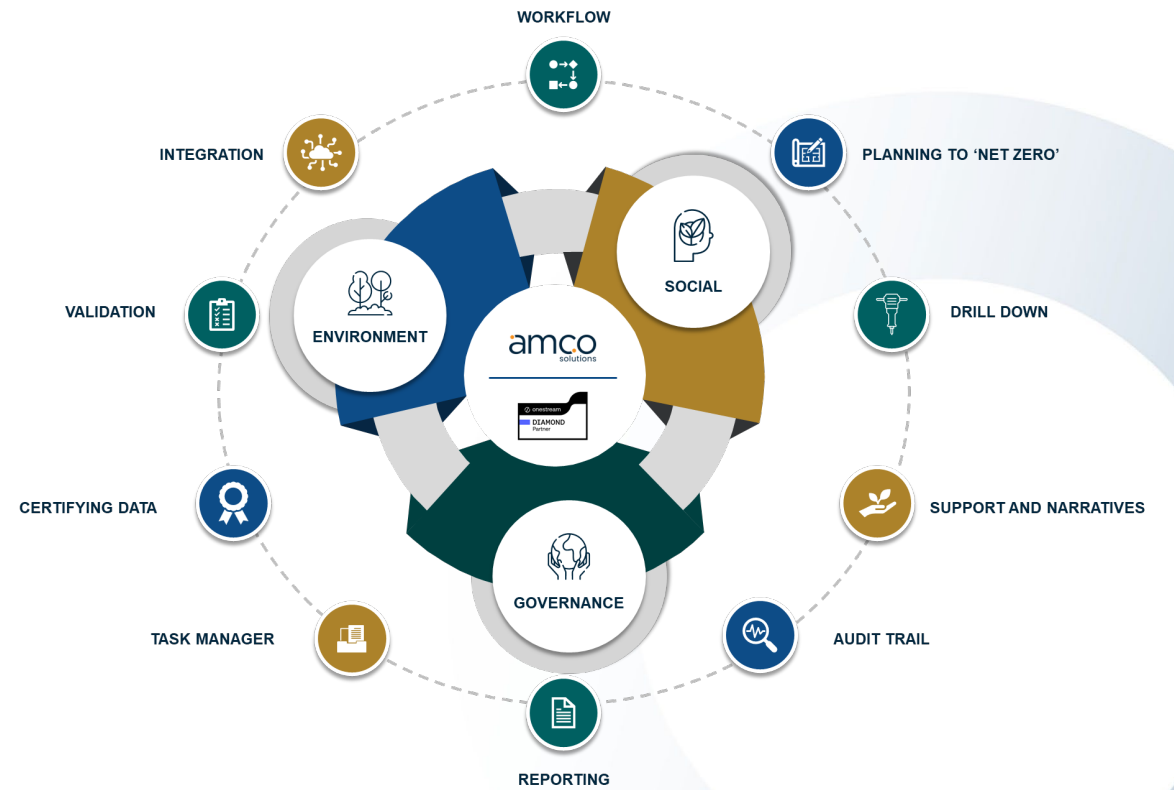 WORKFLOW
INTEGRATION
PLANNING TO ‘NET ZERO’
SOCIAL
VALIDATION
DRILL DOWN
ENVIRONMENT
amco
solutions
onestream
DIAMOND
Partner
CERTIFYING DATA
SUPPORT AND NARRATIVES
GOVERNANCE
TASK MANAGER
AUDIT TRAIL
REPORTING